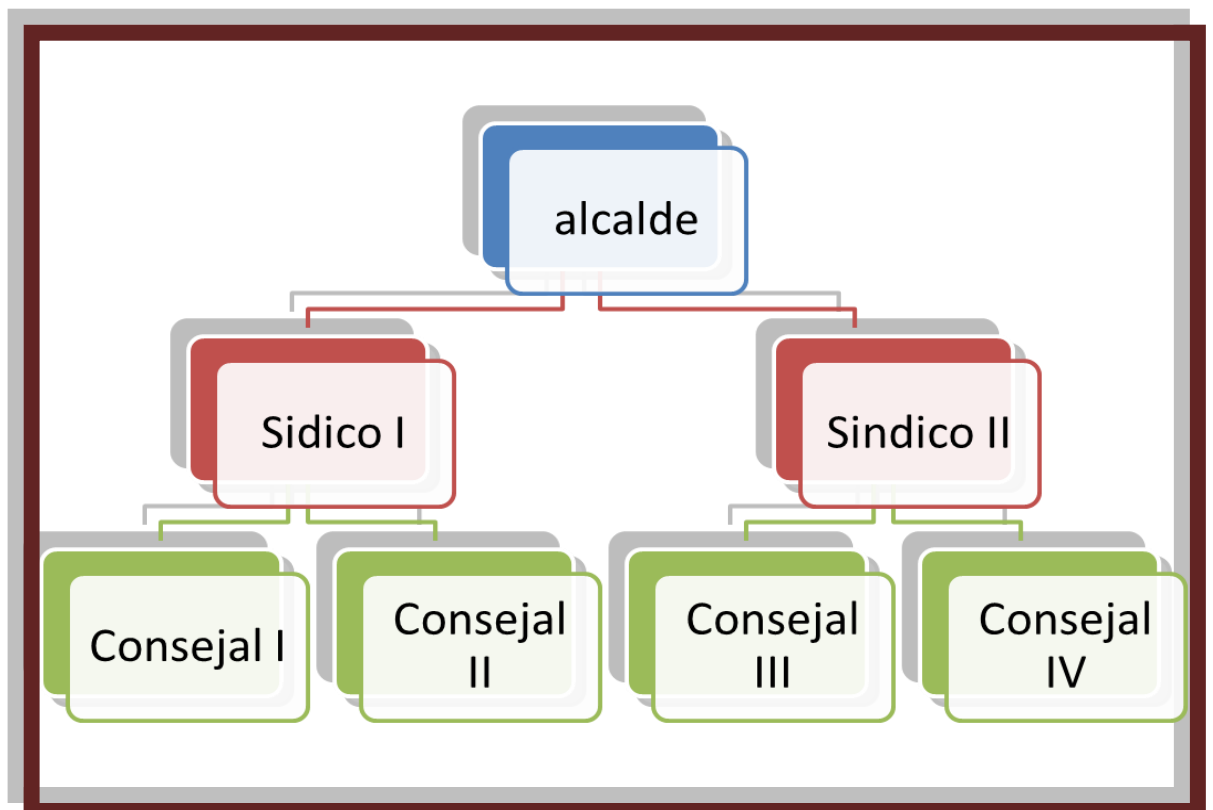 alcalde
Sidico I
Sindico II
Consejal I
Consejal
II
Consejal
III
Consejal
IV